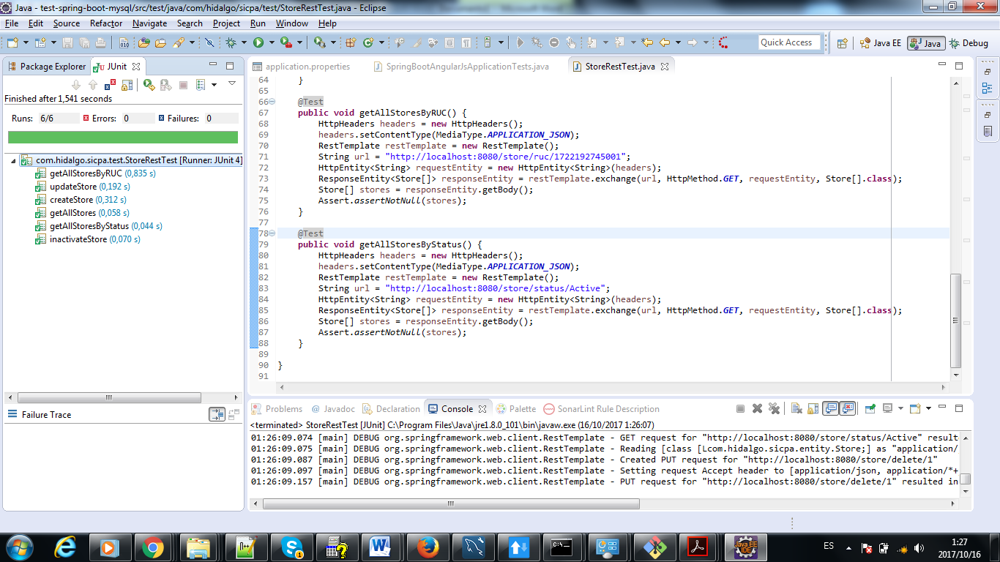 Java - test-spring-boot-mysql/src/test/java/com/hidalgo/sicpa/test/StoreRestTest.java - Eclipse
File Edit Source Refactor Navigate Search Project Run Window Help
Quick Access Java EE Java Debug
Package Explorer JUnit
Finished after 1,541 seconds
Runs: 6/6 Errors: 0 Failures: 0
com.hidalgo.sicpa.test.StoreRestTest [Runner: JUnit 4]
getAllStoresByRUC (0,835 s)
updateStore (0,192 s)
createStore (0,312 s)
getAllStores (0,058 s)
getAllStoresByStatus (0,044 s)
inactivateStore (0,070 s)
Failure Trace
application.properties SpringBootAngularJsApplicationTests.java StoreRestTest.java
64 }
65
66 @Test
67 public void getAllStoresByRUC() {
68 HttpHeaders headers = new HttpHeaders();
69 headers.setContentType(MediaType.APPLICATION_JSON);
70 RestTemplate restTemplate = new RestTemplate();
71 String url = "http://localhost:8080/store/ruc/1722192745001";
72 HttpEntity<String> requestEntity = new HttpEntity<String>(headers);
73 ResponseEntity<Store[]> responseEntity = restTemplate.exchange(url, HttpMethod.GET, requestEntity, Store[].class);
74 Store[] stores = responseEntity.getBody();
75 Assert.assertNotNull(stores);
76 }
77
78 @Test
79 public void getAllStoresByStatus() {
80 HttpHeaders headers = new HttpHeaders();
81 headers.setContentType(MediaType.APPLICATION_JSON);
82 RestTemplate restTemplate = new RestTemplate();
83 String url = "http://localhost:8080/store/status/Active";
84 HttpEntity<String> requestEntity = new HttpEntity<String>(headers);
85 ResponseEntity<Store[]> responseEntity = restTemplate.exchange(url, HttpMethod.GET, requestEntity, Store[].class);
86 Store[] stores = responseEntity.getBody();
87 Assert.assertNotNull(stores);
88 }
89
90 }
91
Problems @ Javadoc Declaration Console Palette SonarLint Rule Description
<terminated> StoreRestTest [JUnit] C:\Program Files\Java\jre1.8.0_101\bin\javaw.exe (16/10/2017 1:26:07)
01:26:09.074 [main] DEBUG org.springframework.web.client.RestTemplate - GET request for "http://localhost:8080/store/status/Active" result
01:26:09.075 [main] DEBUG org.springframework.web.client.RestTemplate - Reading [class [Lcom.hidalgo.sicpa.entity.Store;] as "application/
01:26:09.087 [main] DEBUG org.springframework.web.client.RestTemplate - Created PUT request for "http://localhost:8080/store/delete/1"
01:26:09.097 [main] DEBUG org.springframework.web.client.RestTemplate - Setting request Accept header to [application/json, application/*+
01:26:09.157 [main] DEBUG org.springframework.web.client.RestTemplate - PUT request for "http://localhost:8080/store/delete/1" resulted in
ES
1:27
2017/10/16